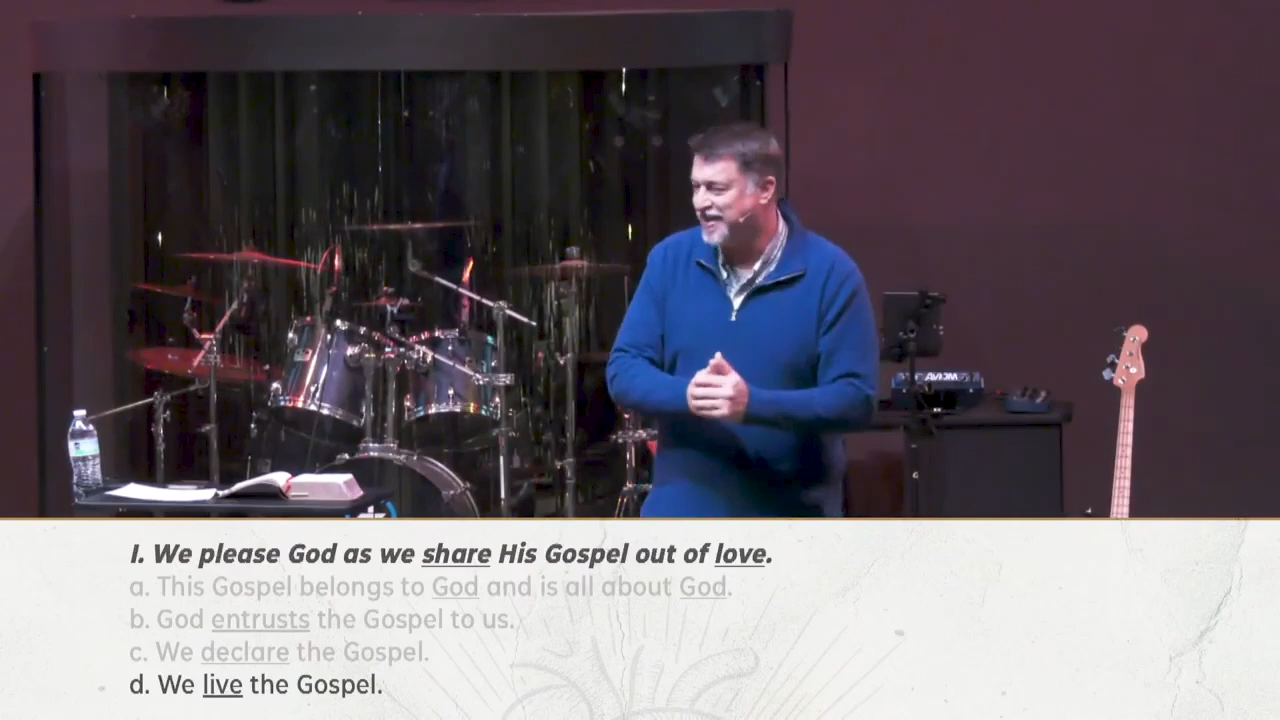 AVIOM
I. We please God as we share His Gospel out of love.
a. This Gospel belongs to God and is all about God.
b. God entrusts the Gospel to us.
c. We declare the Gospel.
d. We live the Gospel.